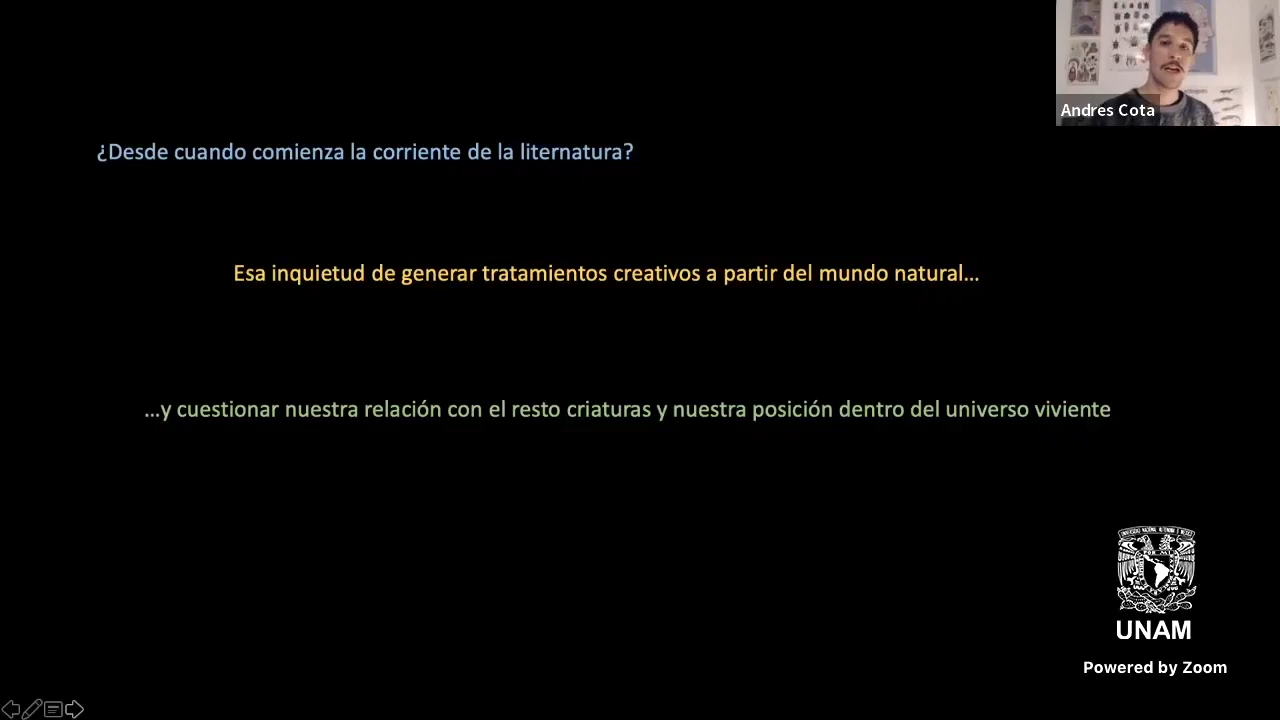 Andres Cota
¿Desde cuando comienza la corriente de la liternatura?
Esa inquietud de generar tratamientos creativos a partir del mundo natural...
...y cuestionar nuestra relación con el resto criaturas y nuestra posición dentro del universo viviente
UNAM
Powered by Zoom